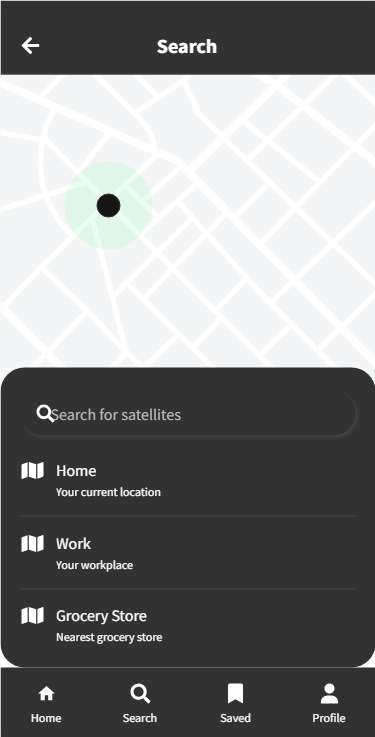 Search
Search for satellites
Home
Your current location
Work
Your workplace
Grocery Store
Nearest grocery store
Home Search Saved Profile